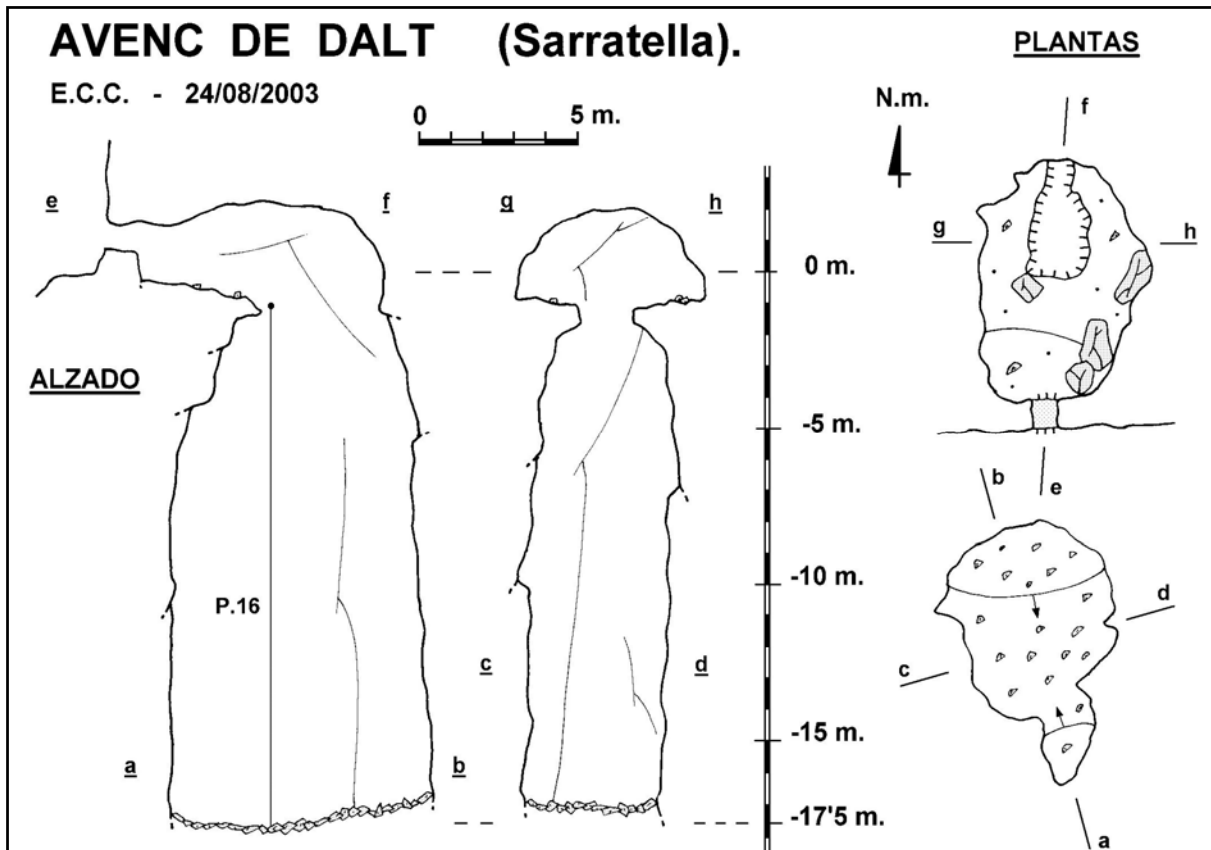 AVENC DE DALT (Sarratella).
PLANTAS
E.C.C. - 24/08/2003
0 5 m.
N.m.
f
e f g h
g h
0 m.
ALZADO
-5 m.
b e
-10 m.
P.16
d
c d
c
-15 m.
a b
-17'5 m.
a